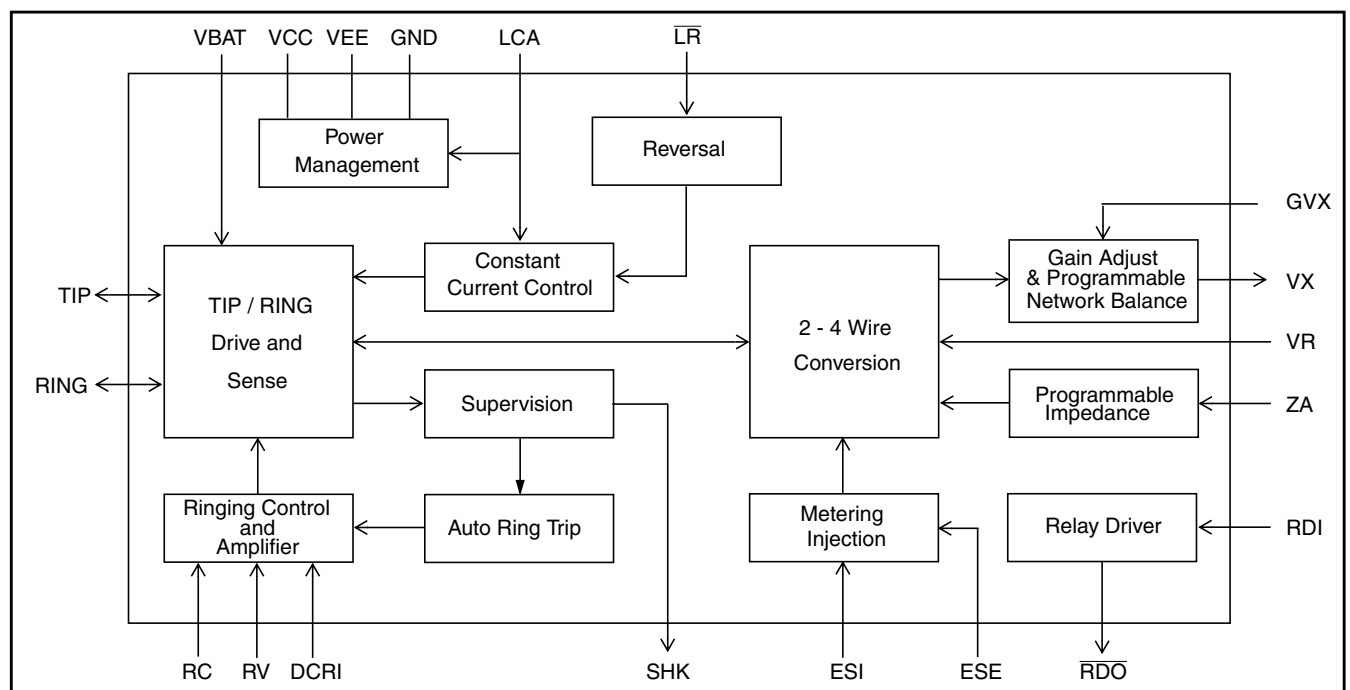 VBAT VCC VEE GND LCA L̅R̅
Power
Management
Reversal
GVX
Constant
Current Control
Gain Adjust
& Programmable
Network Balance
VX
TIP
TIP / RING
Drive and
Sense
2 - 4 Wire
Conversion
VR
RING
Supervision
Programmable
Impedance
ZA
Ringing Control
and
Amplifier
Auto Ring Trip
Metering
Injection
Relay Driver
RDI
RC RV DCRI SHK ESI ESE R̅D̅O̅